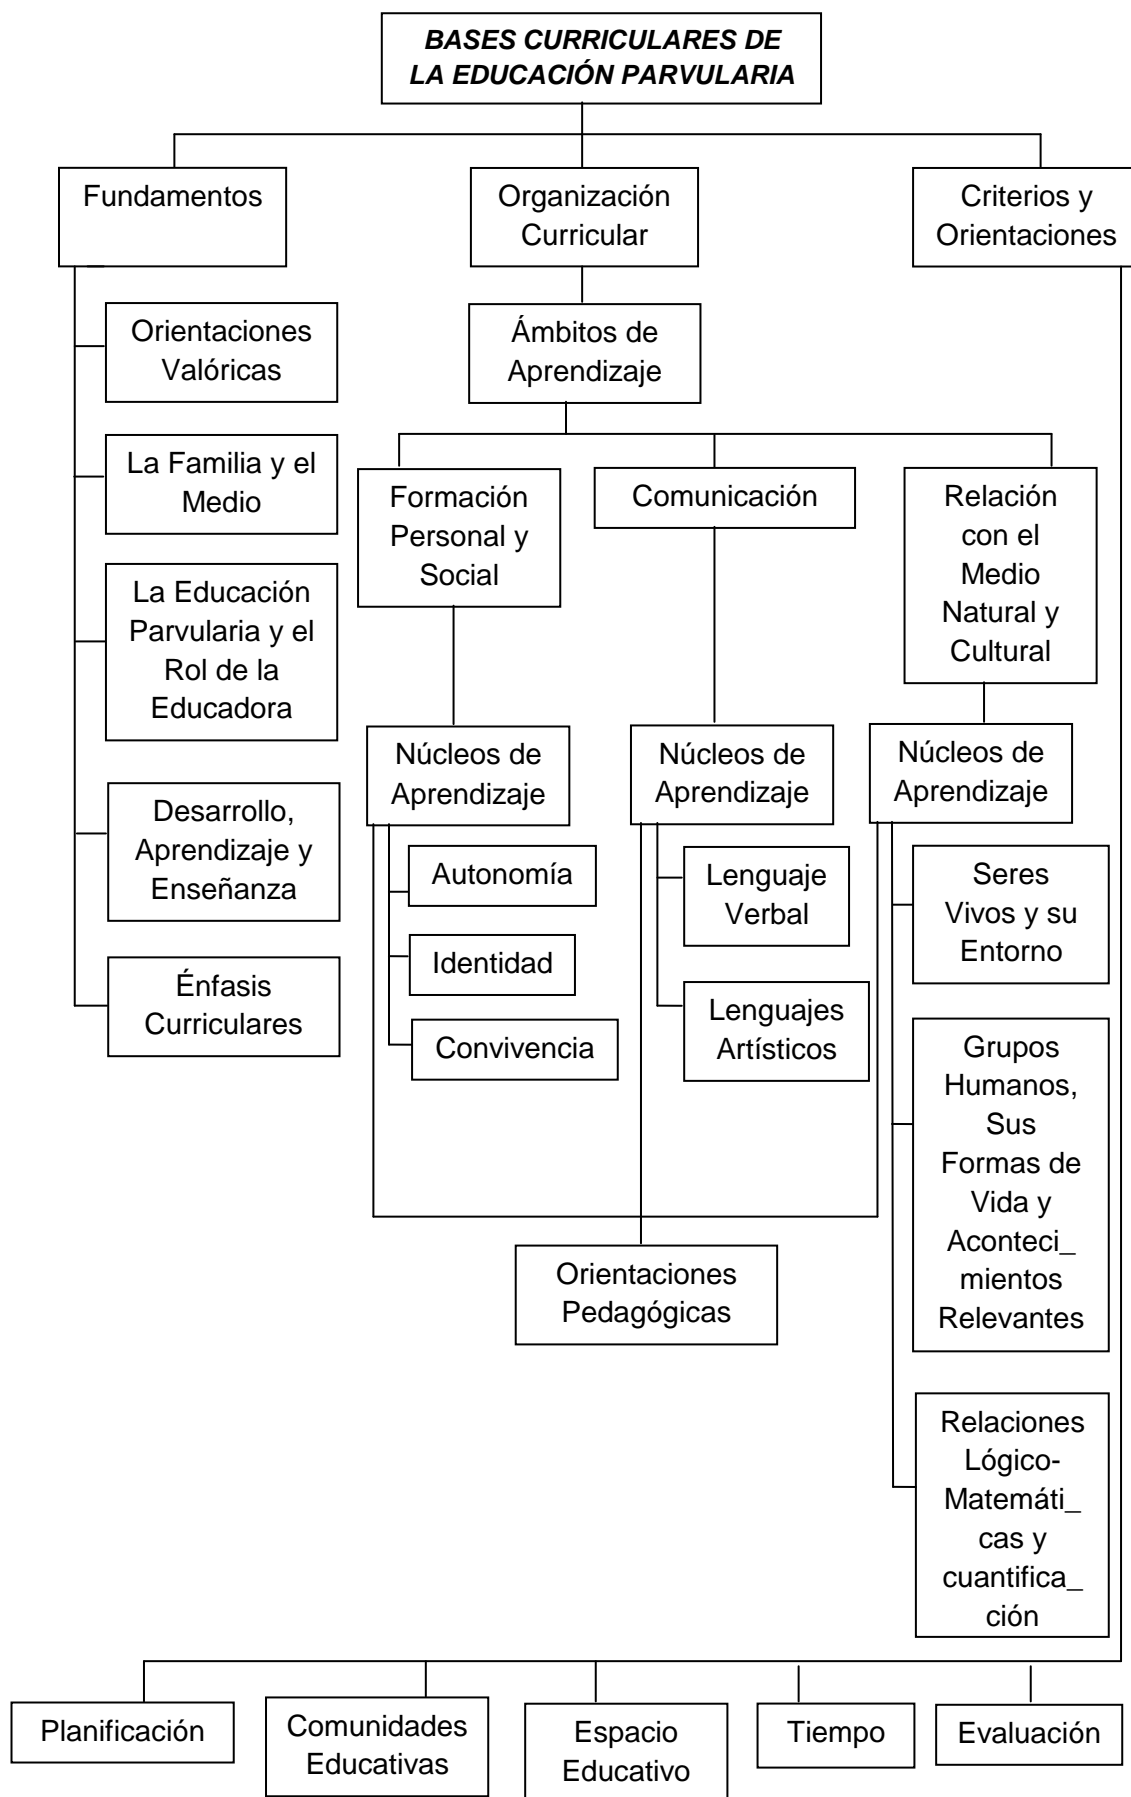 BASES CURRICULARES DE
LA EDUCACIÓN PARVULARIA
Fundamentos
Organización
Curricular
Criterios y
Orientaciones
Orientaciones
Valóricas
La Familia y el
Medio
La Educación
Parvularia y el
Rol de la
Educadora
Desarrollo,
Aprendizaje y
Enseñanza
Énfasis
Curriculares
Ámbitos de
Aprendizaje
Formación
Personal y
Social
Núcleos de
Aprendizaje
Autonomía
Identidad
Convivencia
Comunicación
Núcleos de
Aprendizaje
Lenguaje
Verbal
Lenguajes
Artísticos
Relación
con el
Medio
Natural y
Cultural
Núcleos de
Aprendizaje
Seres
Vivos y su
Entorno
Grupos
Humanos,
Sus
Formas de
Vida y
Aconteci_
mientos
Relevantes
Relaciones
Lógico-
Matemáti_
cas y
cuantifica_
ción
Orientaciones
Pedagógicas
Planificación
Comunidades
Educativas
Espacio
Educativo
Tiempo
Evaluación